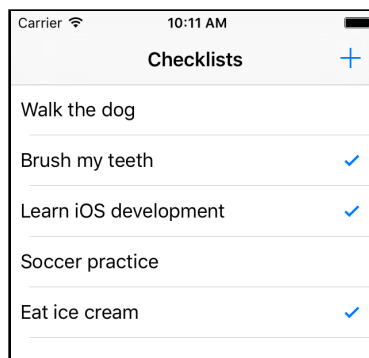 Carrier 10:11 AM
Checklists
Walk the dog
Brush my teeth
Learn iOS development
Soccer practice
Eat ice cream